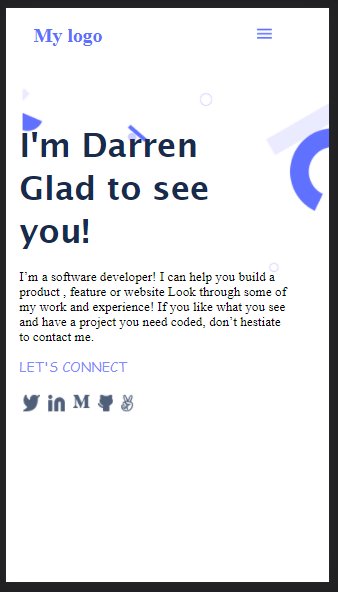 My logo
I'm Darren
Glad to see
you!
I'm a software developer! I can help you build a
product , feature or website Look through some of
my work and experience! If you like what you see
and have a project you need coded, don't hestiate
to contact me.
LET'S CONNECT